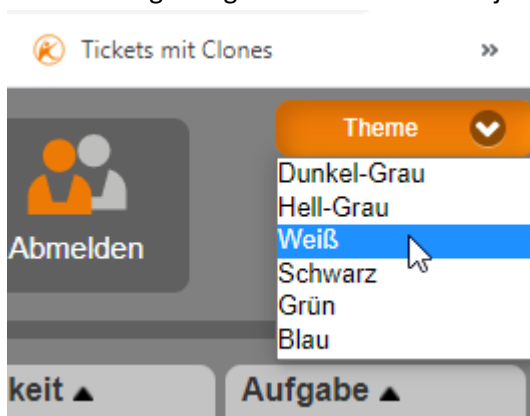 Tickets mit Clones
»
Theme
Dunkel-Grau
Hell-Grau
Abmelden
Weiß
Schwarz
Grün
Blau
keit ▲
Aufgabe ▲